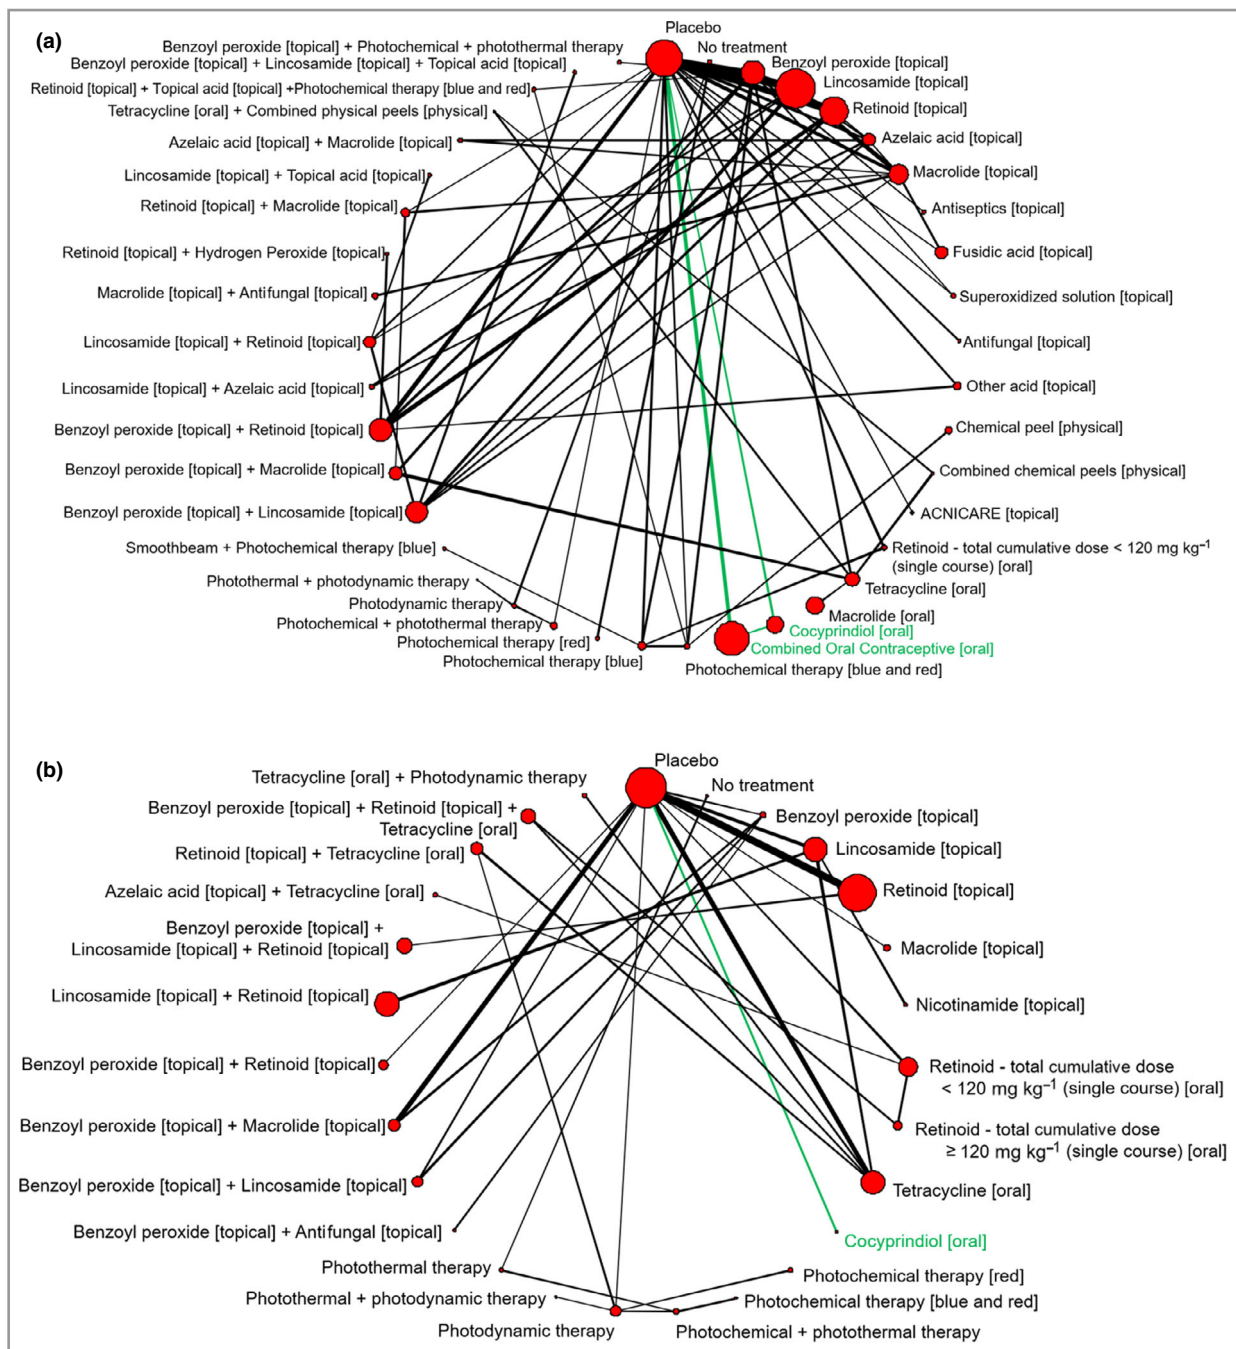 (a)
Placebo
Benzoyl peroxide [topical] + Photochemical + photothermal therapy
No treatment
Benzoyl peroxide [topical] + Lincosamide [topical] + Topical acid [topical]
Benzoyl peroxide [topical]
Retinoid [topical] + Topical acid [topical] +Photochemical therapy [blue and red]
Lincosamide [topical]
Tetracycline [oral] + Combined physical peels [physical]
Retinoid [topical]
Azelaic acid [topical] + Macrolide [topical]
Azelaic acid [topical]
Lincosamide [topical] + Topical acid [topical]
Macrolide [topical]
Retinoid [topical] + Macrolide [topical]
Antiseptics [topical]
Retinoid [topical] + Hydrogen Peroxide [topical]
Fusidic acid [topical]
Macrolide [topical] + Antifungal [topical]
Superoxidized solution [topical]
Lincosamide [topical] + Retinoid [topical]
Antifungal [topical]
Lincosamide [topical] + Azelaic acid [topical]
Other acid [topical]
Benzoyl peroxide [topical] + Retinoid [topical]
Chemical peel [physical]
Benzoyl peroxide [topical] + Macrolide [topical]
Combined chemical peels [physical]
Benzoyl peroxide [topical] + Lincosamide [topical]
ACNICARE [topical]
Smoothbeam + Photochemical therapy [blue]
Retinoid - total cumulative dose < 120 mg kg⁻¹
(single course) [oral]
Photothermal + photodynamic therapy
Tetracycline [oral]
Photodynamic therapy
Macrolide [oral]
Photochemical + photothermal therapy
Cocyprindiol [oral]
Photochemical therapy [red]
Combined Oral Contraceptive [oral]
Photochemical therapy [blue]
Photochemical therapy [blue and red]
(b)
Placebo
Tetracycline [oral] + Photodynamic therapy
No treatment
Benzoyl peroxide [topical] + Retinoid [topical] +
Tetracycline [oral]
Benzoyl peroxide [topical]
Retinoid [topical] + Tetracycline [oral]
Lincosamide [topical]
Azelaic acid [topical] + Tetracycline [oral]
Retinoid [topical]
Benzoyl peroxide [topical] +
Lincosamide [topical] + Retinoid [topical]
Macrolide [topical]
Lincosamide [topical] + Retinoid [topical]
Nicotinamide [topical]
Benzoyl peroxide [topical] + Retinoid [topical]
Retinoid - total cumulative dose
< 120 mg kg⁻¹ (single course) [oral]
Benzoyl peroxide [topical] + Macrolide [topical]
Retinoid - total cumulative dose
≥ 120 mg kg⁻¹ (single course) [oral]
Benzoyl peroxide [topical] + Lincosamide [topical]
Tetracycline [oral]
Benzoyl peroxide [topical] + Antifungal [topical]
Cocyprindiol [oral]
Photothermal therapy
Photochemical therapy [red]
Photothermal + photodynamic therapy
Photochemical therapy [blue and red]
Photodynamic therapy
Photochemical + photothermal therapy